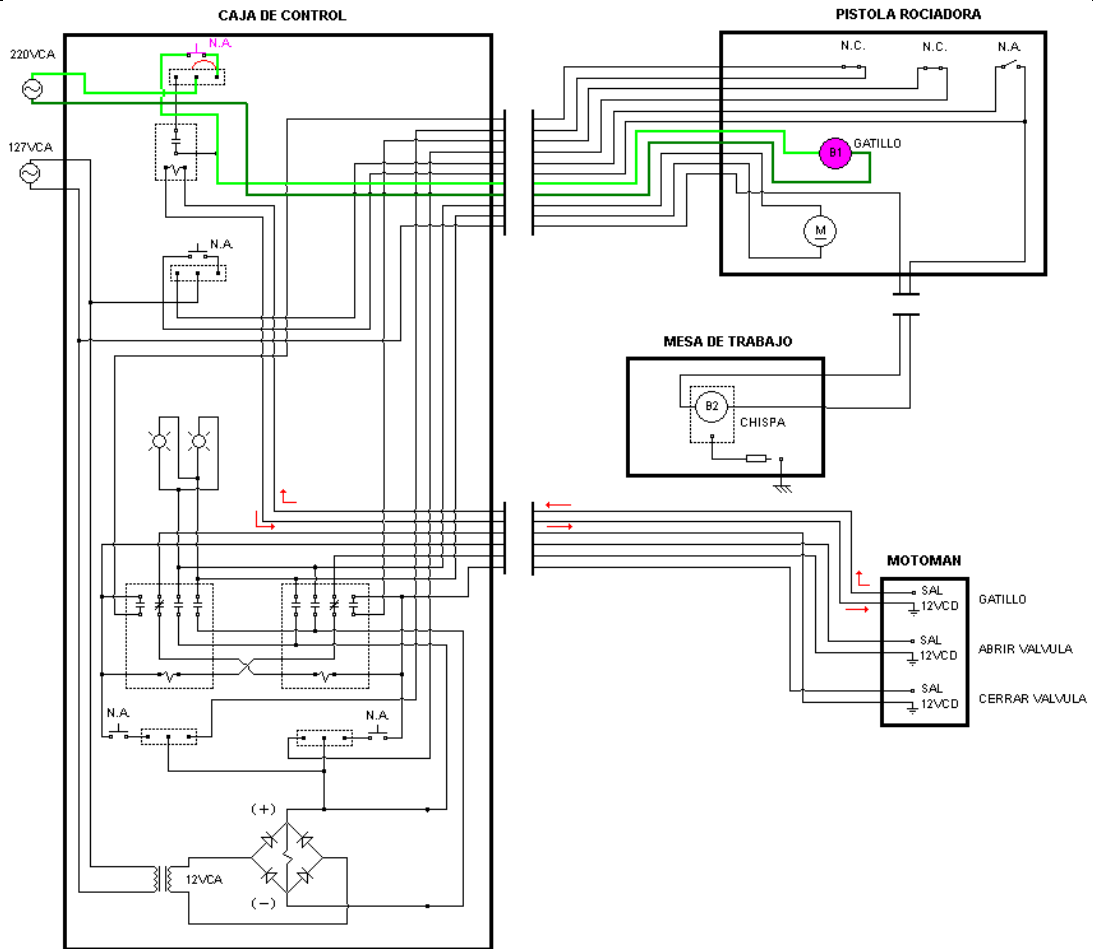 CAJA DE CONTROL
PISTOLA ROCIADORA
220VCA
N.A.
N.C.
N.C.
N.A.
127VCA
B1
GATILLO
N.A.
M
MESA DE TRABAJO
B2
CHISPA
MOTOMAN
SAL
12VCD
GATILLO
SAL
12VCD
ABRIR VALVULA
SAL
12VCD
CERRAR VALVULA
N.A.
N.A.
(+)
12VCA
(-)